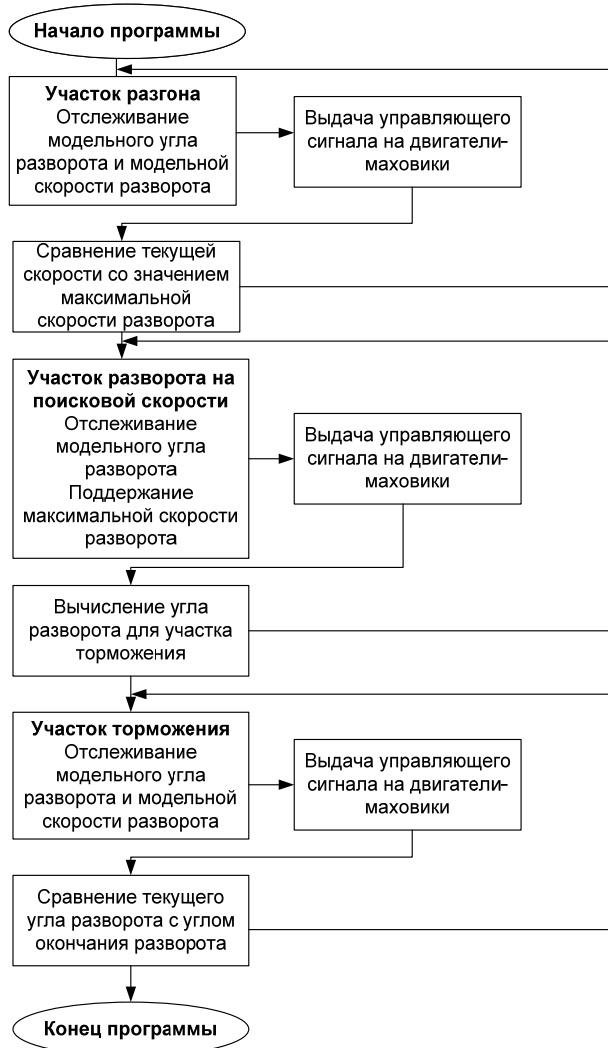 Начало программы
Участок разгона
Отслеживание
модельного угла
разворота и модельной
скорости разворота
Выдача управляющего
сигнала на двигатели-
маховики
Сравнение текущей
скорости со значением
максимальной
скорости разворота
Участок разворота на
поисковой скорости
Отслеживание
модельного угла
разворота
Поддержание
максимальной скорости
разворота
Выдача управляющего
сигнала на двигатели-
маховики
Вычисление угла
разворота для участка
торможения
Участок торможения
Отслеживание
модельного угла
разворота и модельной
скорости разворота
Выдача управляющего
сигнала на двигатели-
маховики
Сравнение текущего
угла разворота с углом
окончания разворота
Конец программы